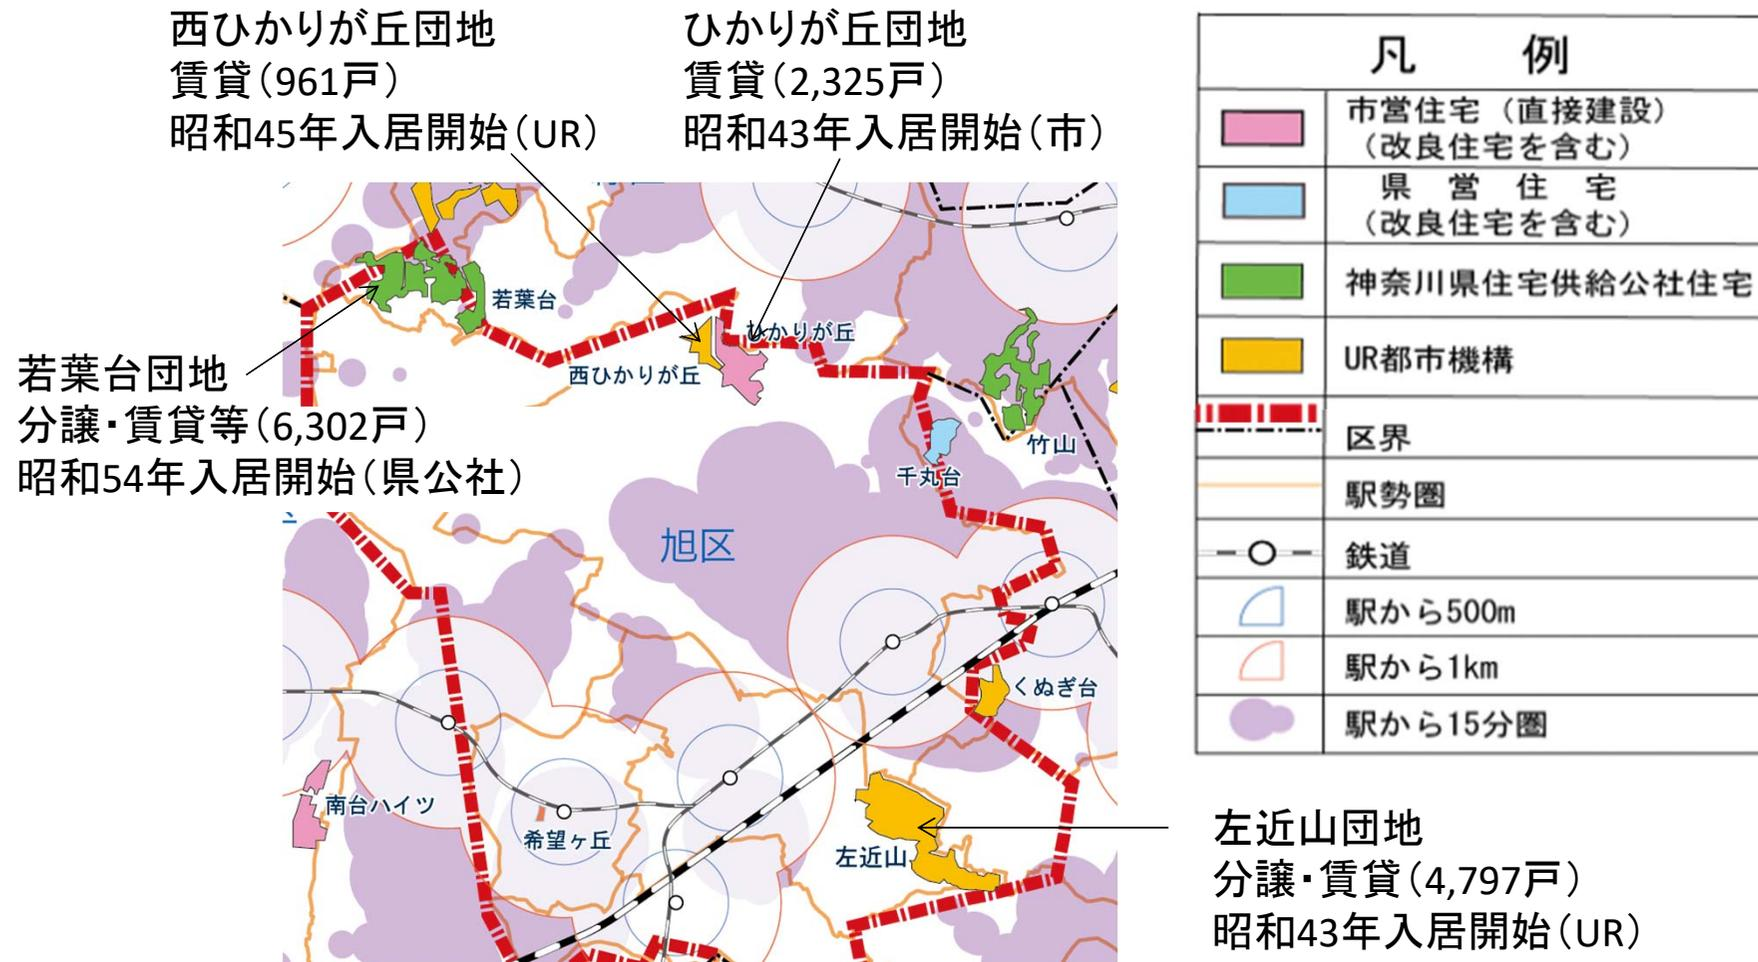 西ひかりが丘団地
賃貸（961戸）
昭和45年入居開始（UR）
ひかりが丘団地
賃貸（2,325戸）
昭和43年入居開始（市）
若葉台団地
分譲・賃貸等（6,302戸）
昭和54年入居開始（県公社）
若葉台
ひかりが丘
西ひかりが丘
竹山
千丸台
旭区
くぬぎ台
南台ハイツ
希望ヶ丘
左近山
左近山団地
分譲・賃貸（4,797戸）
昭和43年入居開始（UR）
凡　例
市営住宅（直接建設）
（改良住宅を含む）
県　営　住　宅
（改良住宅を含む）
神奈川県住宅供給公社住宅
UR都市機構
区界
駅勢圏
鉄道
駅から500m
駅から1km
駅から15分圏